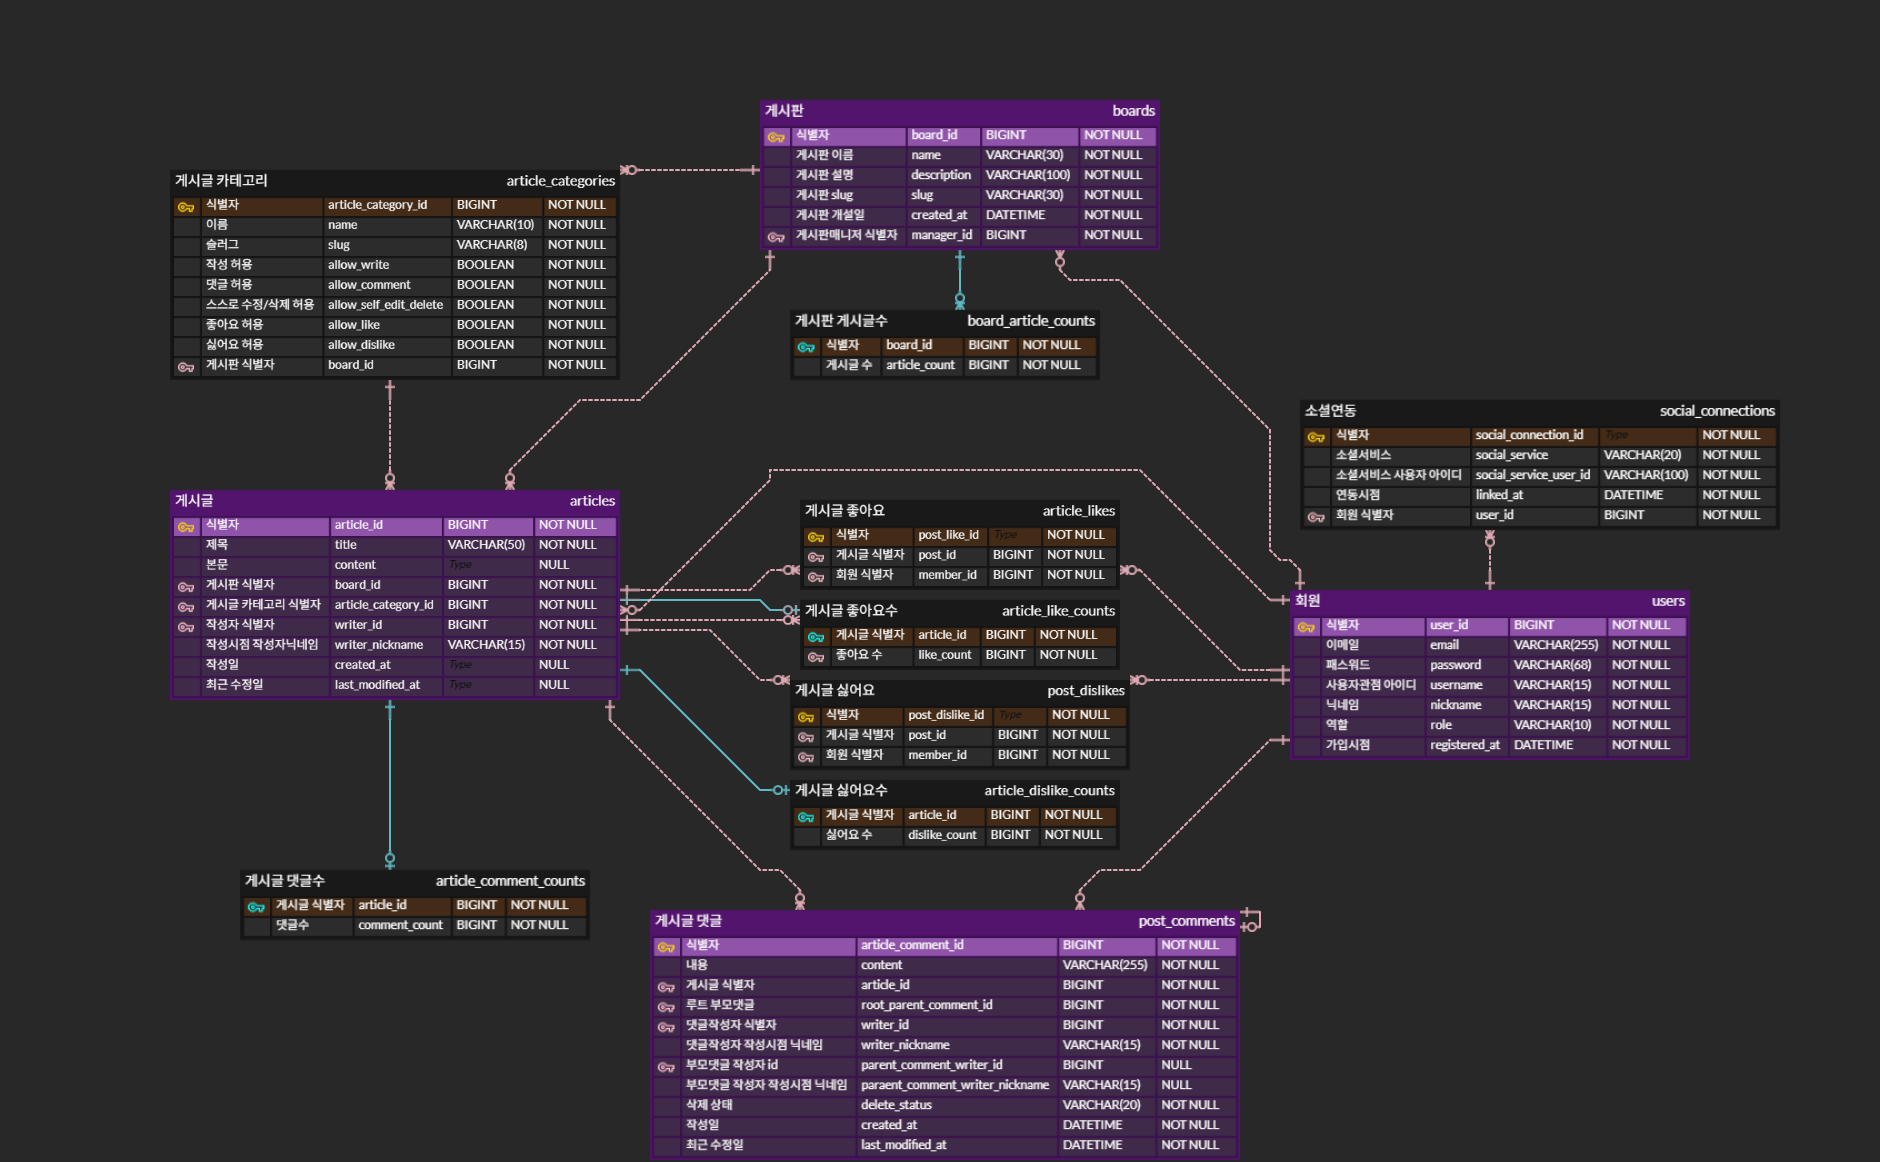 게시판 boards
식별자 board_id BIGINT NOT NULL
게시판 이름 name VARCHAR(30) NOT NULL
게시판 설명 description VARCHAR(100) NOT NULL
게시판 slug slug VARCHAR(30) NOT NULL
게시판 개설일 created_at DATETIME NOT NULL
게시판매니저 식별자 manager_id BIGINT NOT NULL
게시글 카테고리 article_categories
식별자 article_category_id BIGINT NOT NULL
이름 name VARCHAR(10) NOT NULL
슬러그 slug VARCHAR(8) NOT NULL
작성 허용 allow_write BOOLEAN NOT NULL
댓글 허용 allow_comment BOOLEAN NOT NULL
스스로 수정/삭제 허용 allow_self_edit_delete BOOLEAN NOT NULL
좋아요 허용 allow_like BOOLEAN NOT NULL
싫어요 허용 allow_dislike BOOLEAN NOT NULL
게시판 식별자 board_id BIGINT NOT NULL
게시판 게시글수 board_article_counts
식별자 board_id BIGINT NOT NULL
게시글 수 article_count BIGINT NOT NULL
소셜연동 social_connections
식별자 social_connection_id Type NOT NULL
소셜서비스 social_service VARCHAR(20) NOT NULL
소셜서비스 사용자 아이디 social_service_user_id VARCHAR(100) NOT NULL
연동시점 linked_at DATETIME NOT NULL
회원 식별자 user_id BIGINT NOT NULL
게시글 articles
식별자 article_id BIGINT NOT NULL
제목 title VARCHAR(50) NOT NULL
본문 content Type NULL
게시판 식별자 board_id BIGINT NOT NULL
게시글 카테고리 식별자 article_category_id BIGINT NOT NULL
작성자 식별자 writer_id BIGINT NOT NULL
작성시점 작성자닉네임 writer_nickname VARCHAR(15) NOT NULL
작성일 created_at Type NULL
최근 수정일 last_modified_at Type NULL
게시글 좋아요 article_likes
식별자 post_like_id Type NOT NULL
게시글 식별자 post_id BIGINT NOT NULL
회원 식별자 member_id BIGINT NOT NULL
게시글 좋아요수 article_like_counts
게시글 식별자 article_id BIGINT NOT NULL
좋아요 수 like_count BIGINT NOT NULL
게시글 싫어요 post_dislikes
식별자 post_dislike_id Type NOT NULL
게시글 식별자 post_id BIGINT NOT NULL
회원 식별자 member_id BIGINT NOT NULL
게시글 싫어요수 article_dislike_counts
게시글 식별자 article_id BIGINT NOT NULL
싫어요 수 dislike_count BIGINT NOT NULL
회원 users
식별자 user_id BIGINT NOT NULL
이메일 email VARCHAR(255) NOT NULL
패스워드 password VARCHAR(68) NOT NULL
사용자관점 아이디 username VARCHAR(15) NOT NULL
닉네임 nickname VARCHAR(15) NOT NULL
역할 role VARCHAR(10) NOT NULL
가입시점 registered_at DATETIME NOT NULL
게시글 댓글수 article_comment_counts
게시글 식별자 article_id BIGINT NOT NULL
댓글수 comment_count BIGINT NOT NULL
게시글 댓글 post_comments
식별자 article_comment_id BIGINT NOT NULL
내용 content VARCHAR(255) NOT NULL
게시글 식별자 article_id BIGINT NOT NULL
루트 부모댓글 root_parent_comment_id BIGINT NOT NULL
댓글작성자 식별자 writer_id BIGINT NOT NULL
댓글작성자 작성시점 닉네임 writer_nickname VARCHAR(15) NOT NULL
부모댓글 작성자 id parent_comment_writer_id BIGINT NULL
부모댓글 작성자 작성시점 닉네임 paraent_comment_writer_nickname VARCHAR(15) NULL
삭제 상태 delete_status VARCHAR(20) NOT NULL
작성일 created_at DATETIME NOT NULL
최근 수정일 last_modified_at DATETIME NOT NULL